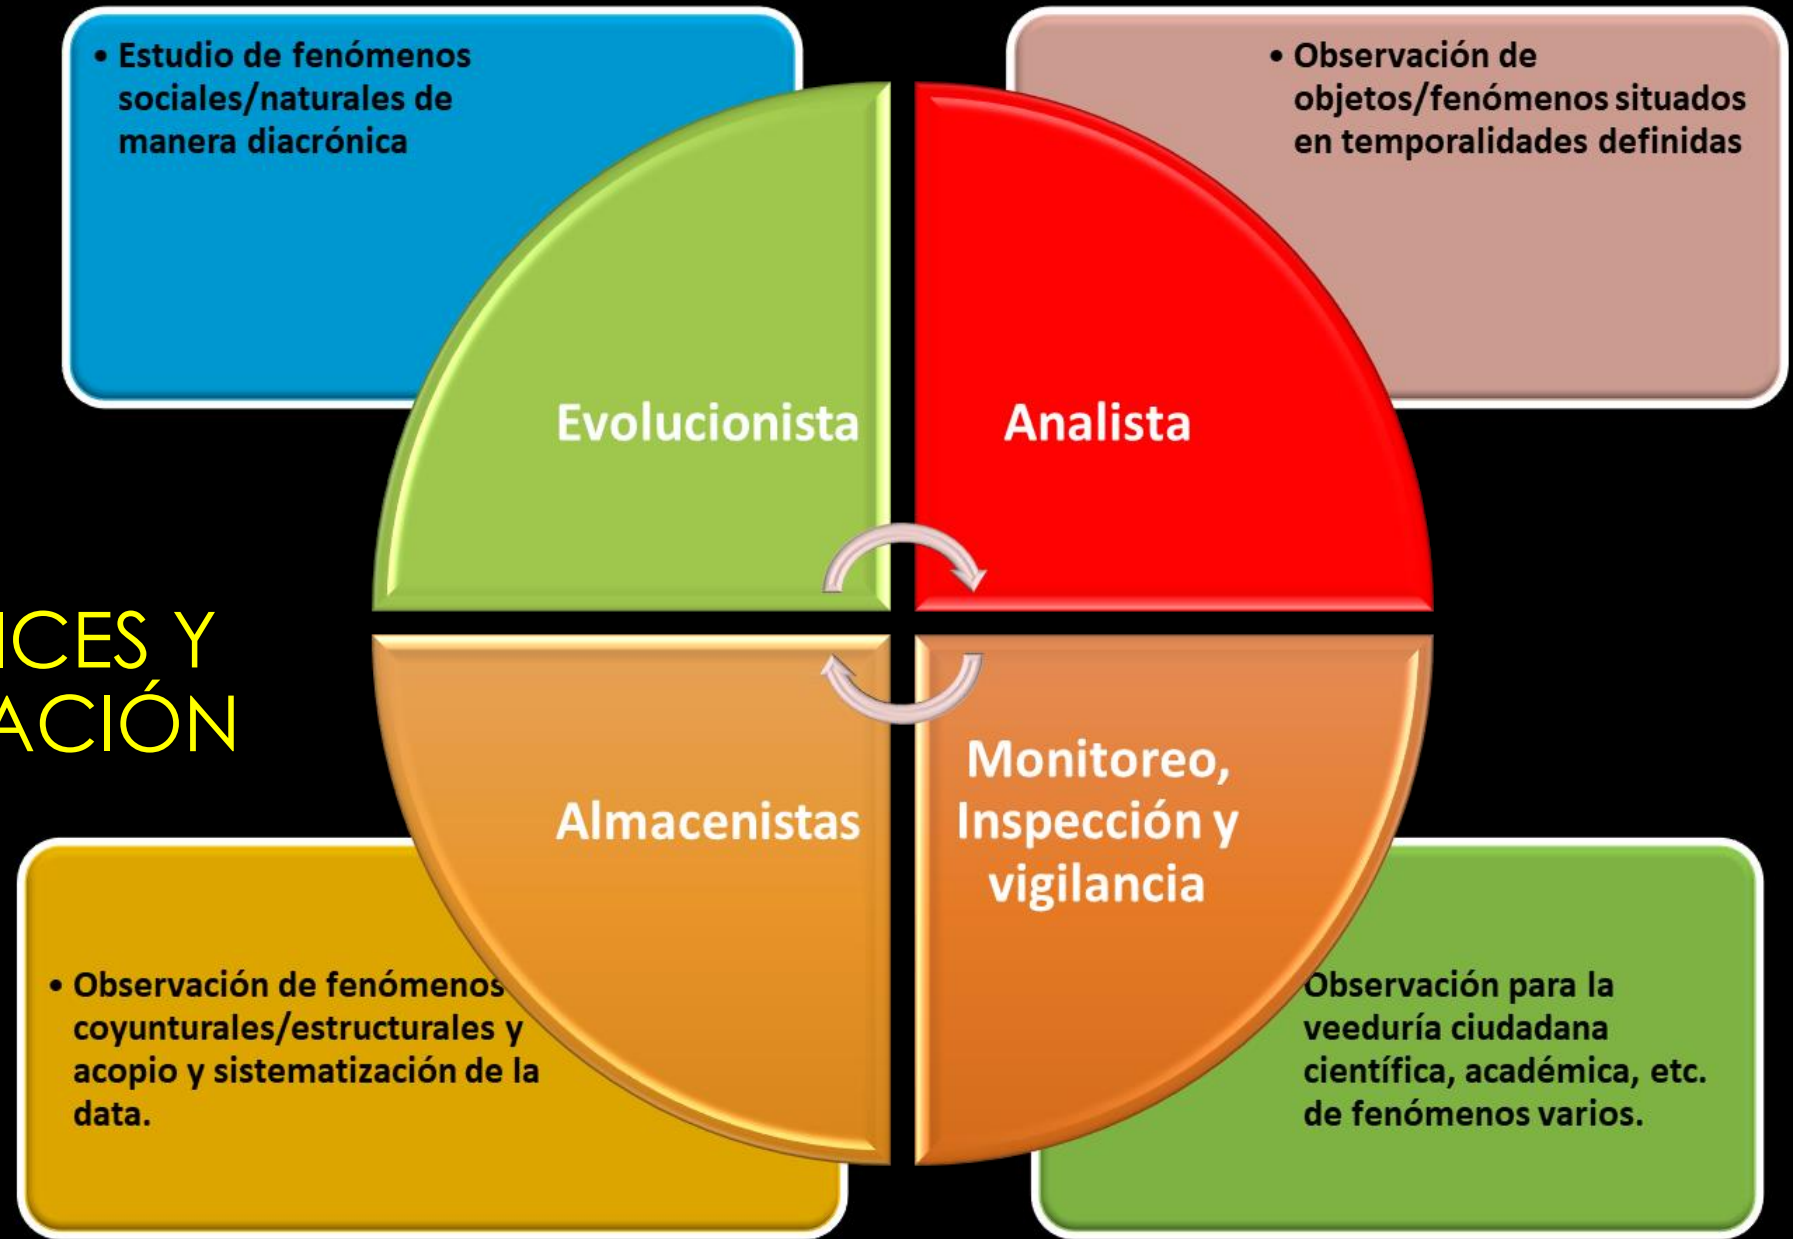 • Estudio de fenómenos
sociales/naturales de
manera diacrónica
• Observación de
objetos/fenómenos situados
en temporalidades definidas
Evolucionista
Analista
NCES Y
ACIÓN
Almacenistas
Monitoreo,
Inspección y
vigilancia
• Observación de fenómenos
coyunturales/estructurales y
acopio y sistematización de la
data.
Observación para la
veeduría ciudadana
científica, académica, etc.
de fenómenos varios.